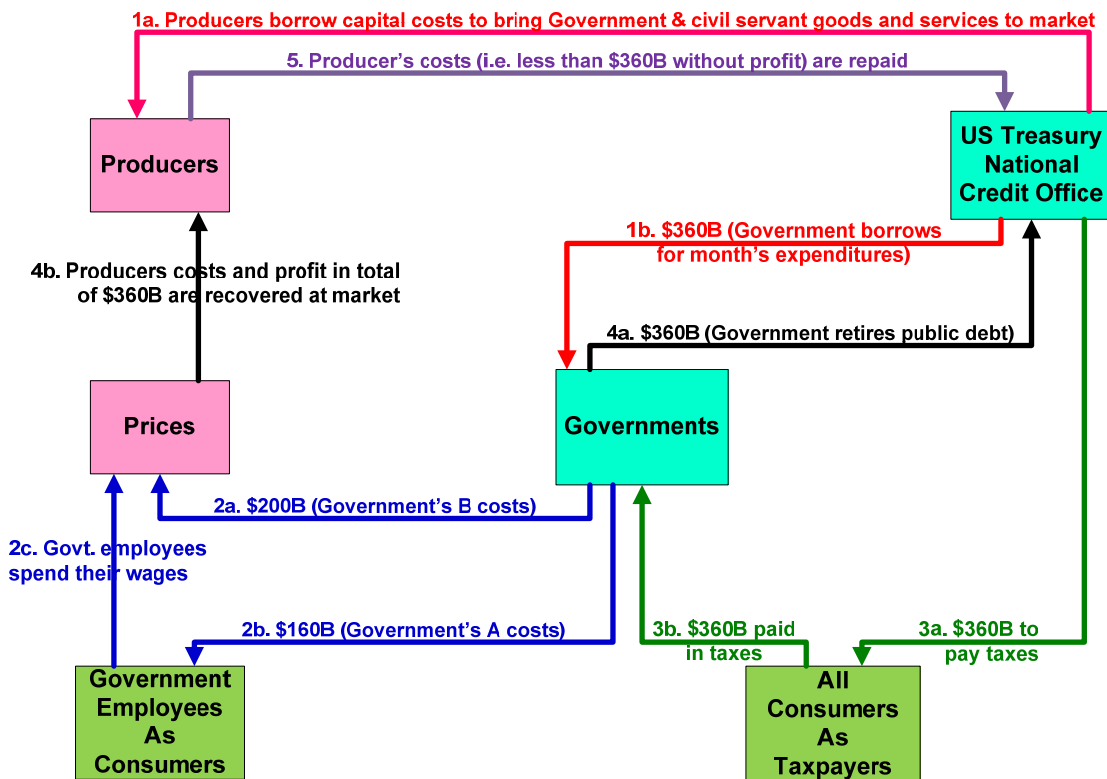 1a. Producers borrow capital costs to bring Government & civil servant goods and services to market
5. Producer's costs (i.e. less than $360B without profit) are repaid
Producers
US Treasury
National
Credit Office
1b. $360B (Government borrows
for month's expenditures)
4b. Producers costs and profit in total
of $360B are recovered at market
4a. $360B (Government retires public debt)
Prices
Governments
2a. $200B (Government's B costs)
2c. Govt. employees
spend their wages
2b. $160B (Government's A costs)
3b. $360B paid
in taxes
3a. $360B to
pay taxes
Government
Employees
As
Consumers
All
Consumers
As
Taxpayers